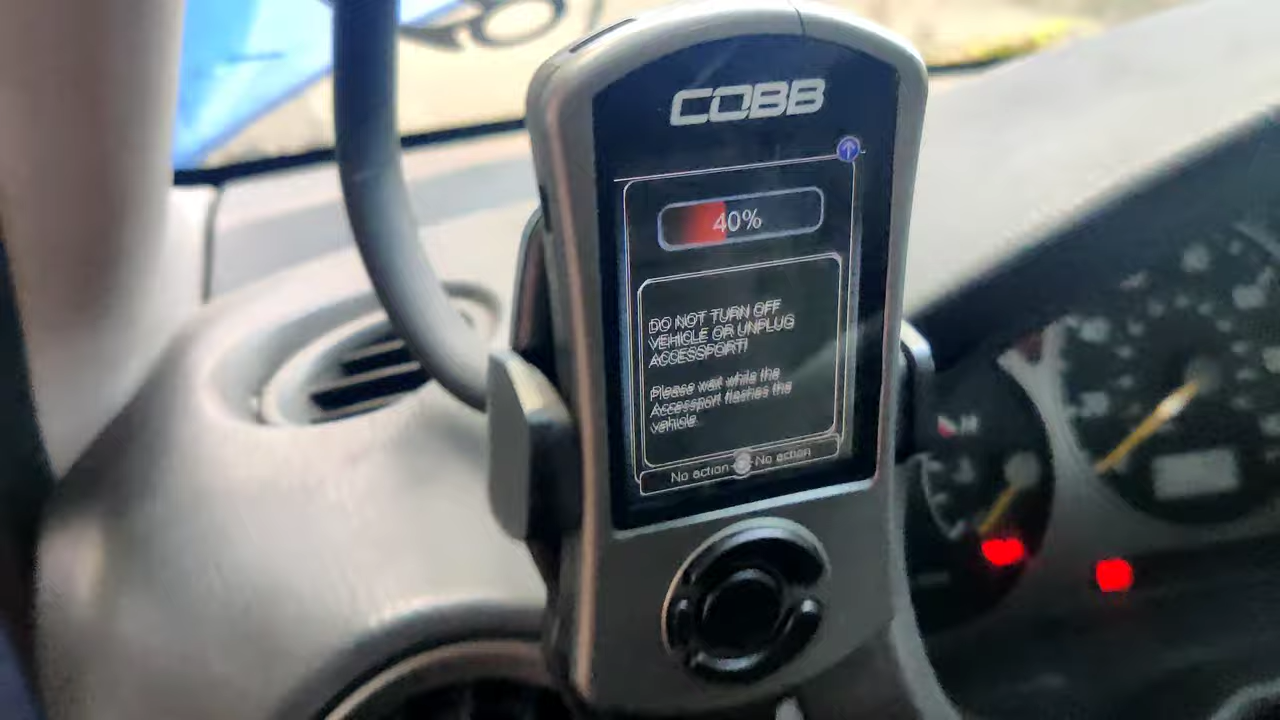 COBB
40%
DO NOT TURN OFF
VEHICLE OR UNPLUG
ACCESSPORT!
Please wait while the
Accessport flashes the
vehicle.
No action
No action